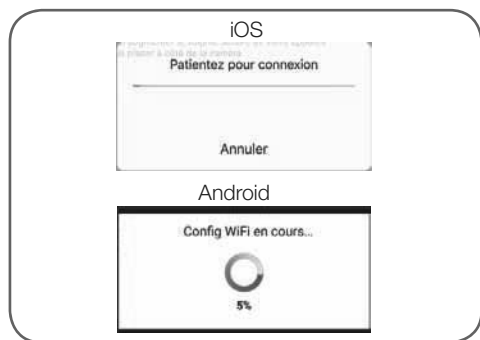 iOS
Patientez pour connexion
Annuler
Android
Config WiFi en cours...
5%